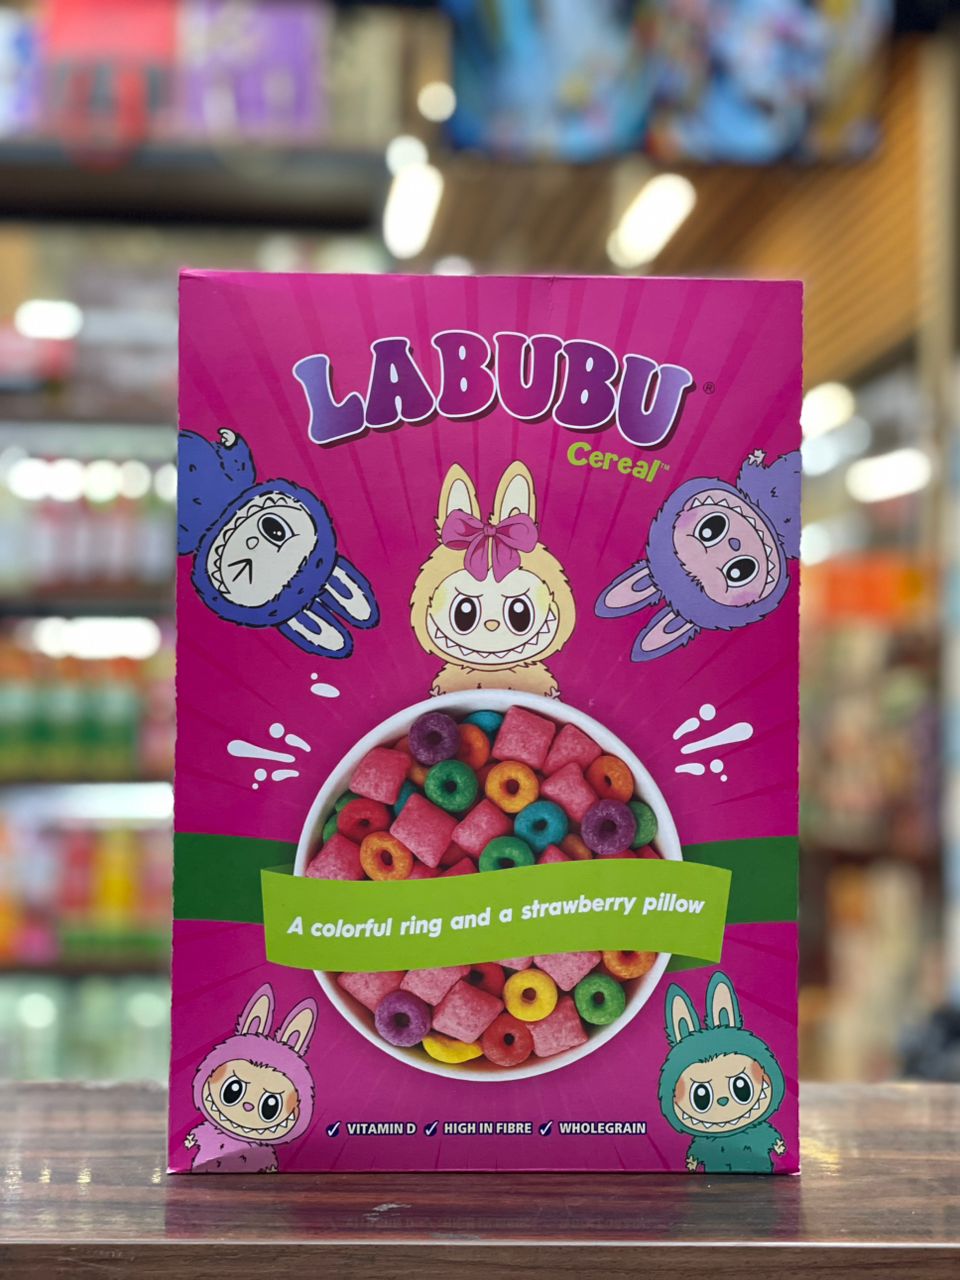 LABUBU®
Cereal™
A colorful ring and a strawberry pillow
✓ VITAMIN D ✓ HIGH IN FIBRE ✓ WHOLEGRAIN